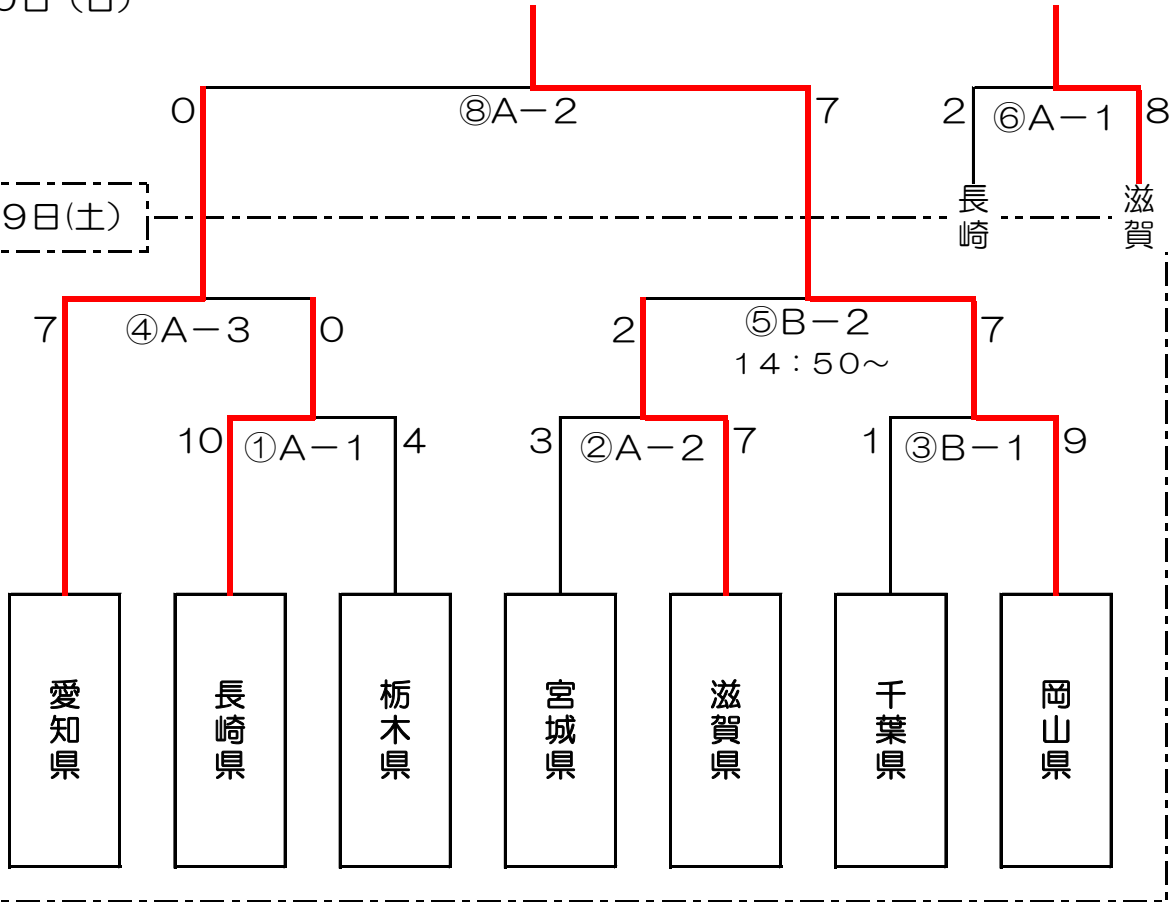 日（日）
0
⑧A－2
7
2
⑥A－1
8
9日(土)
長崎
滋賀
7
④A－3
0
2
⑤B－2
7
14：50～
10
①A－1
4
3
②A－2
7
1
③B－1
9
愛知県
長崎県
栃木県
宮城県
滋賀県
千葉県
岡山県